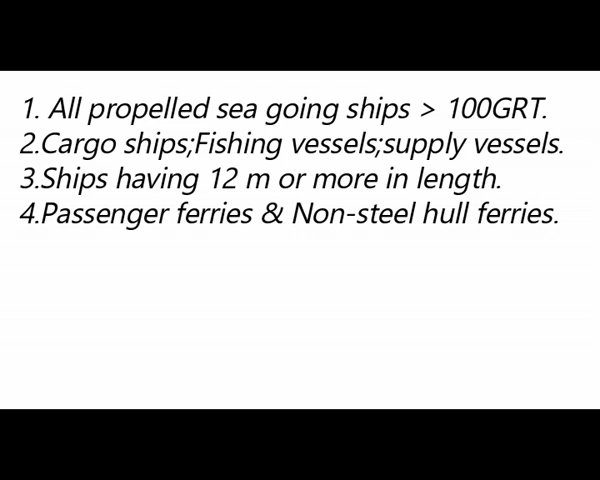 1. All propelled sea going ships > 100GRT.
2.Cargo ships;Fishing vessels;supply vessels.
3.Ships having 12 m or more in length.
4.Passenger ferries & Non-steel hull ferries.